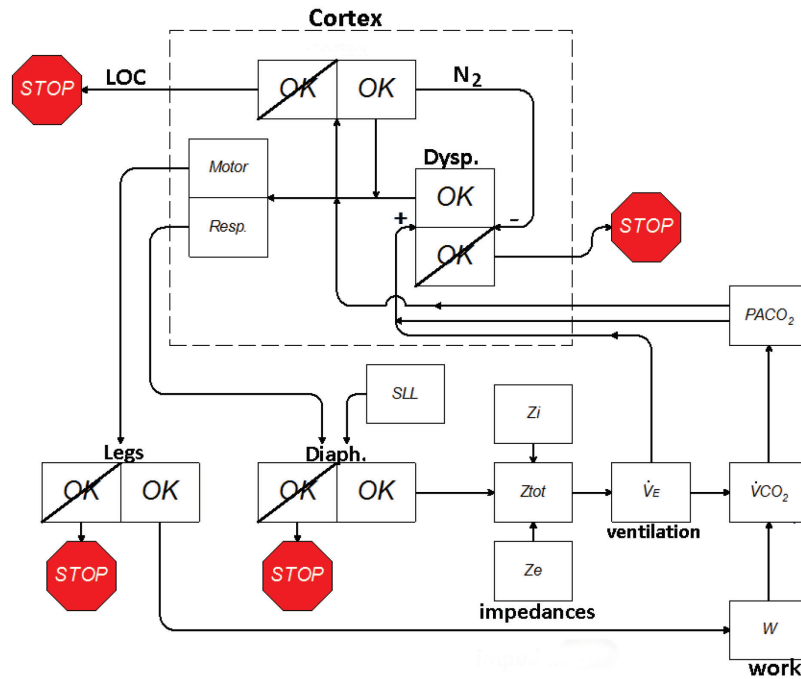 Cortex
STOP
LOC
OK
OK
N2
Motor
Resp.
Dysp.
OK
+
-
OK
STOP
PACO2
SLL
Zi
Legs
OK
OK
Diaph.
OK
OK
Ztot
V̇E
V̇CO2
ventilation
STOP
STOP
Ze
impedances
W
work